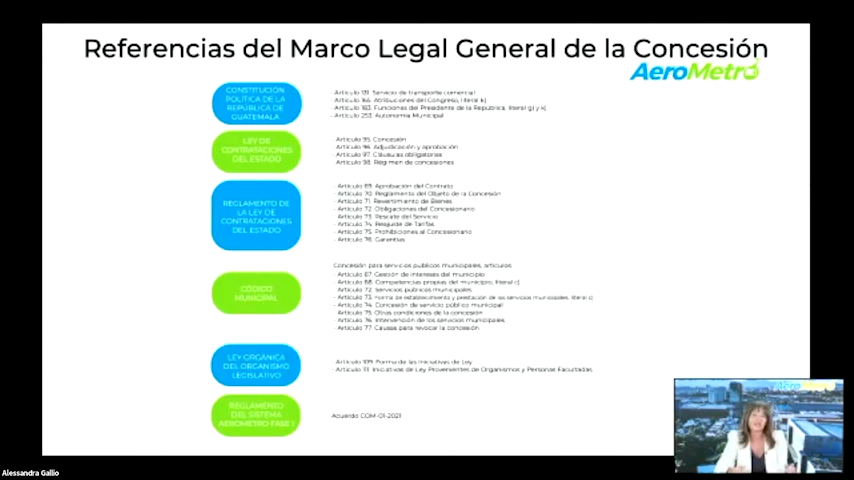 Referencias del Marco Legal General de la Concesión
AeroMetro
CONSTITUCIÓN
POLÍTICA DE LA
REPÚBLICA DE
GUATEMALA
- Artículo 131. Servicio de transporte comercial
- Artículo 165. Atribuciones del Congreso, literal k)
- Artículo 183. Funciones del Presidente de la República, literal g) y k)
- Artículo 253. Autonomía Municipal
LEY DE
CONTRATACIONES
DEL ESTADO
- Artículo 95. Concesión
- Artículo 96. Adjudicación y aprobación
- Artículo 97. Cláusulas obligatorias
- Artículo 98. Régimen de concesiones
REGLAMENTO DE
LA LEY DE
CONTRATACIONES
DEL ESTADO
- Artículo 69. Aprobación del Contrato
- Artículo 70. Reglamento del Objeto de la Concesión
- Artículo 71. Revertimiento de Bienes
- Artículo 72. Obligaciones del Concesionario
- Artículo 73. Rescate del Servicio
- Artículo 74. Reajuste de Tarifas
- Artículo 75. Prohibiciones al Concesionario
- Artículo 76. Garantías
CÓDIGO
MUNICIPAL
Concesión para servicios públicos municipales, artículos:
- Artículo 67. Gestión de intereses del municipio
- Artículo 68. Competencias propias del municipio, literal
- Artículo 72. Servicios públicos municipales
- Artículo 73. Forma de establecimiento y prestación de los servicios municipales, literal c)
- Artículo 74. Concesión de servicio público municipal
- Artículo 75. Otras condiciones de la concesión
- Artículo 76. Intervención de los servicios municipales
- Artículo 77. Causas para revocar la concesión
LEY ORGÁNICA
DEL ORGANISMO
LEGISLATIVO
- Artículo 109. Forma de las Iniciativas de Ley
- Artículo 111. Iniciativas de Ley Provenientes de Organismos y Personas Facultadas
REGLAMENTO
DEL SISTEMA
AEROMETRO FASE I
Acuerdo COM-01-2021
AeroMetro
Alessandra Gallio